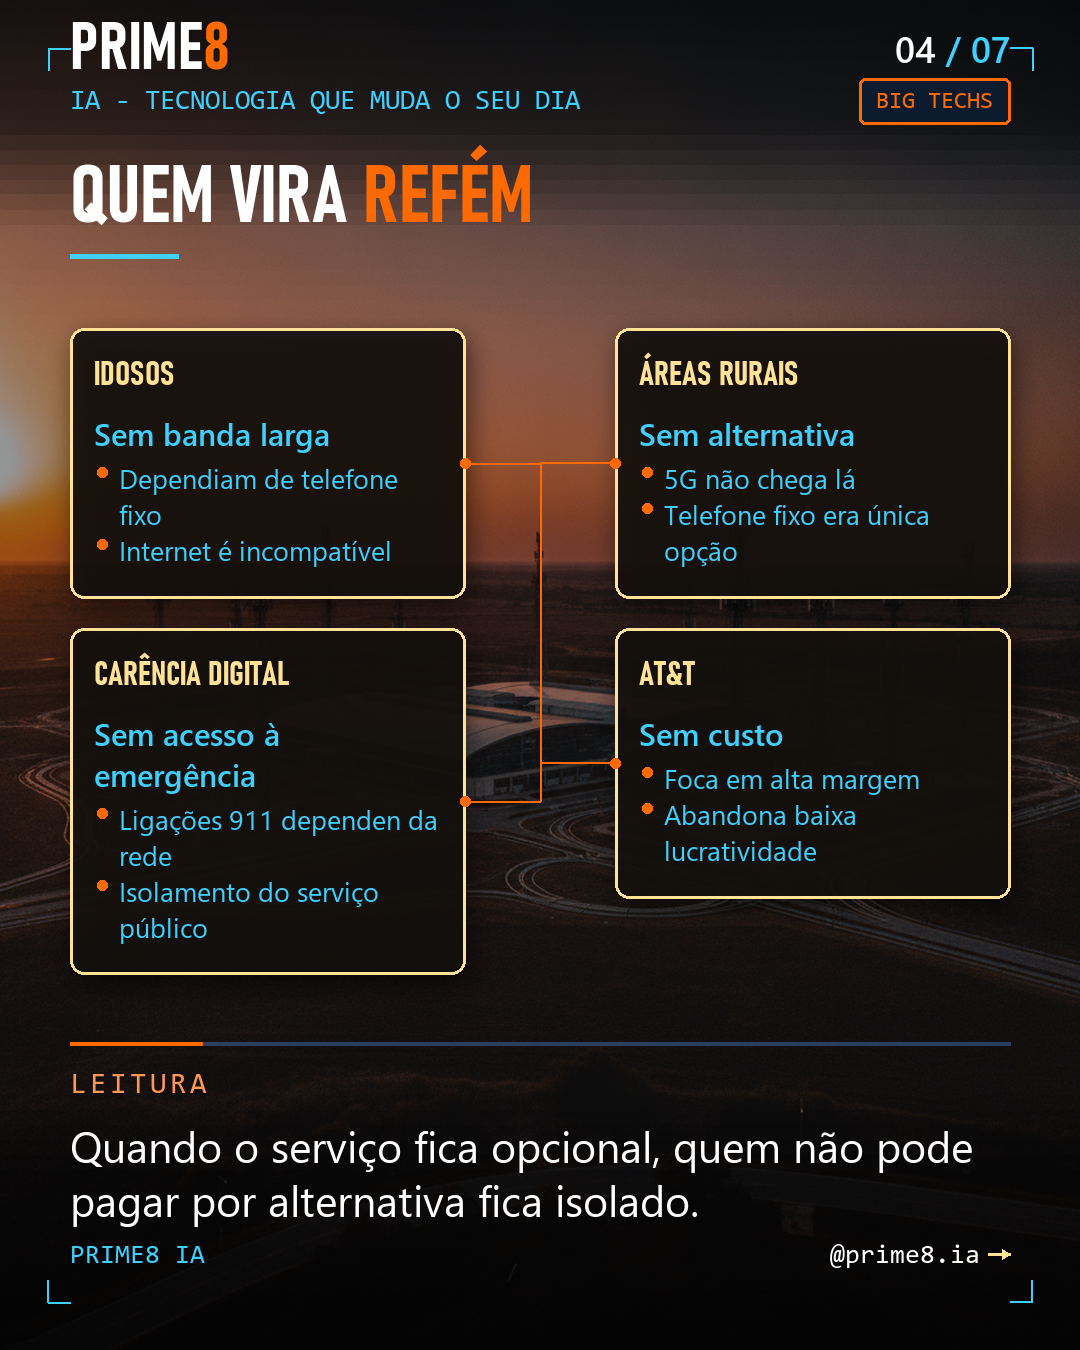 PRIME8
04 / 07
IA - TECNOLOGIA QUE MUDA O SEU DIA
BIG TECHS
QUEM VIRA REFÉM
IDOSOS
Sem banda larga
Dependiam de telefone
fixo
Internet é incompatível
ÁREAS RURAIS
Sem alternativa
5G não chega lá
Telefone fixo era única
opção
CARÊNCIA DIGITAL
Sem acesso à
emergência
Ligações 911 dependen da
rede
Isolamento do serviço
público
AT&T
Sem custo
Foca em alta margem
Abandona baixa
lucratividade
LEITURA
Quando o serviço fica opcional, quem não pode
pagar por alternativa fica isolado.
PRIME8 IA
@prime8.ia